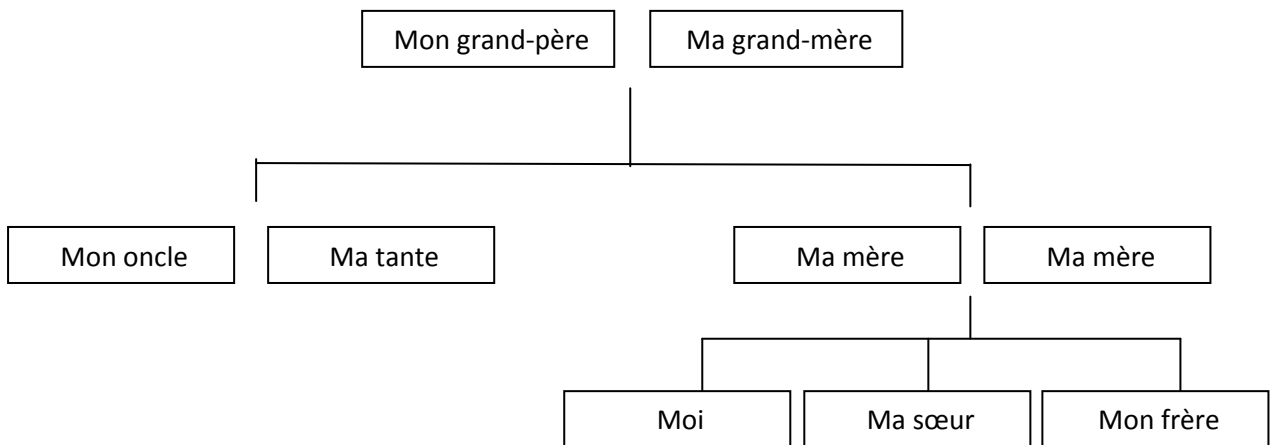 Mon grand-père
Ma grand-mère
Mon oncle
Ma tante
Ma mère
Ma mère
Moi
Ma sœur
Mon frère